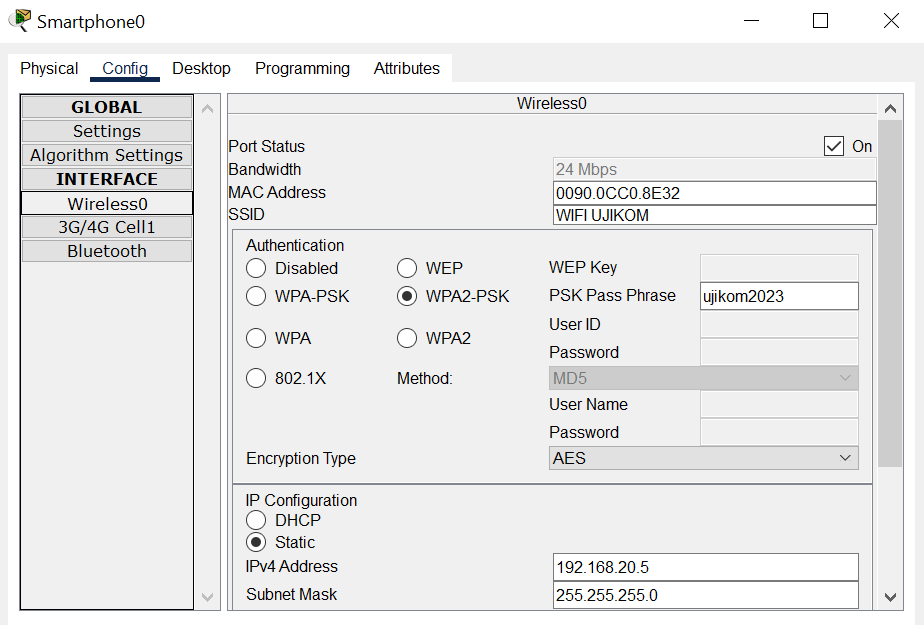 Smartphone0
Physical Config Desktop Programming Attributes
GLOBAL
Settings
Algorithm Settings
INTERFACE
Wireless0
3G/4G Cell1
Bluetooth
Wireless0
Port Status On
Bandwidth 24 Mbps
MAC Address 0090.0CC0.8E32
SSID WIFI UJIKOM
Authentication
Disabled WEP WEP Key
WPA-PSK WPA2-PSK PSK Pass Phrase ujikom2023
User ID
WPA WPA2
Password
802.1X Method: MD5
User Name
Password
Encryption Type AES
IP Configuration
DHCP
Static
IPv4 Address 192.168.20.5
Subnet Mask 255.255.255.0